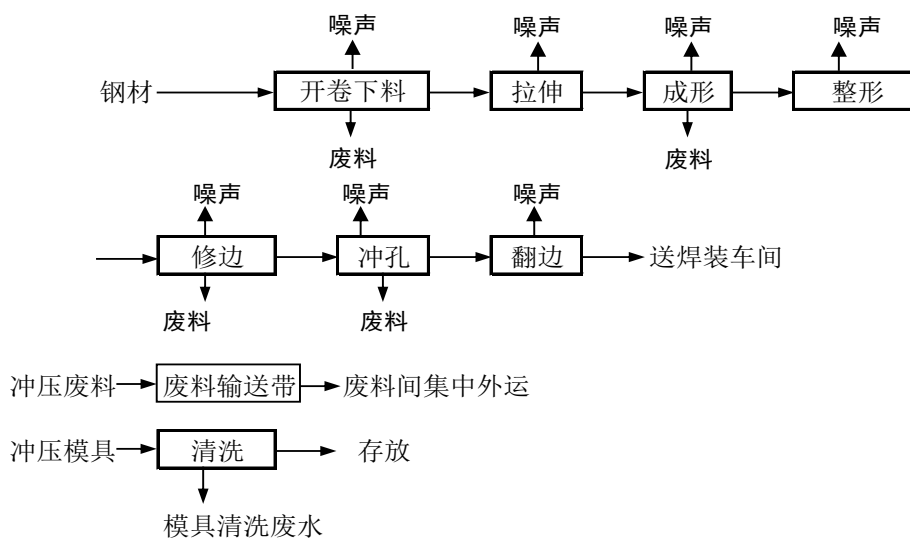 噪声 噪声 噪声 噪声
钢材 开卷下料 拉伸 成形 整形
废料 废料
噪声 噪声 噪声
修边 冲孔 翻边 送焊装车间
废料 废料
冲压废料 废料输送带 废料间集中外运
冲压模具 清洗 存放
模具清洗废水